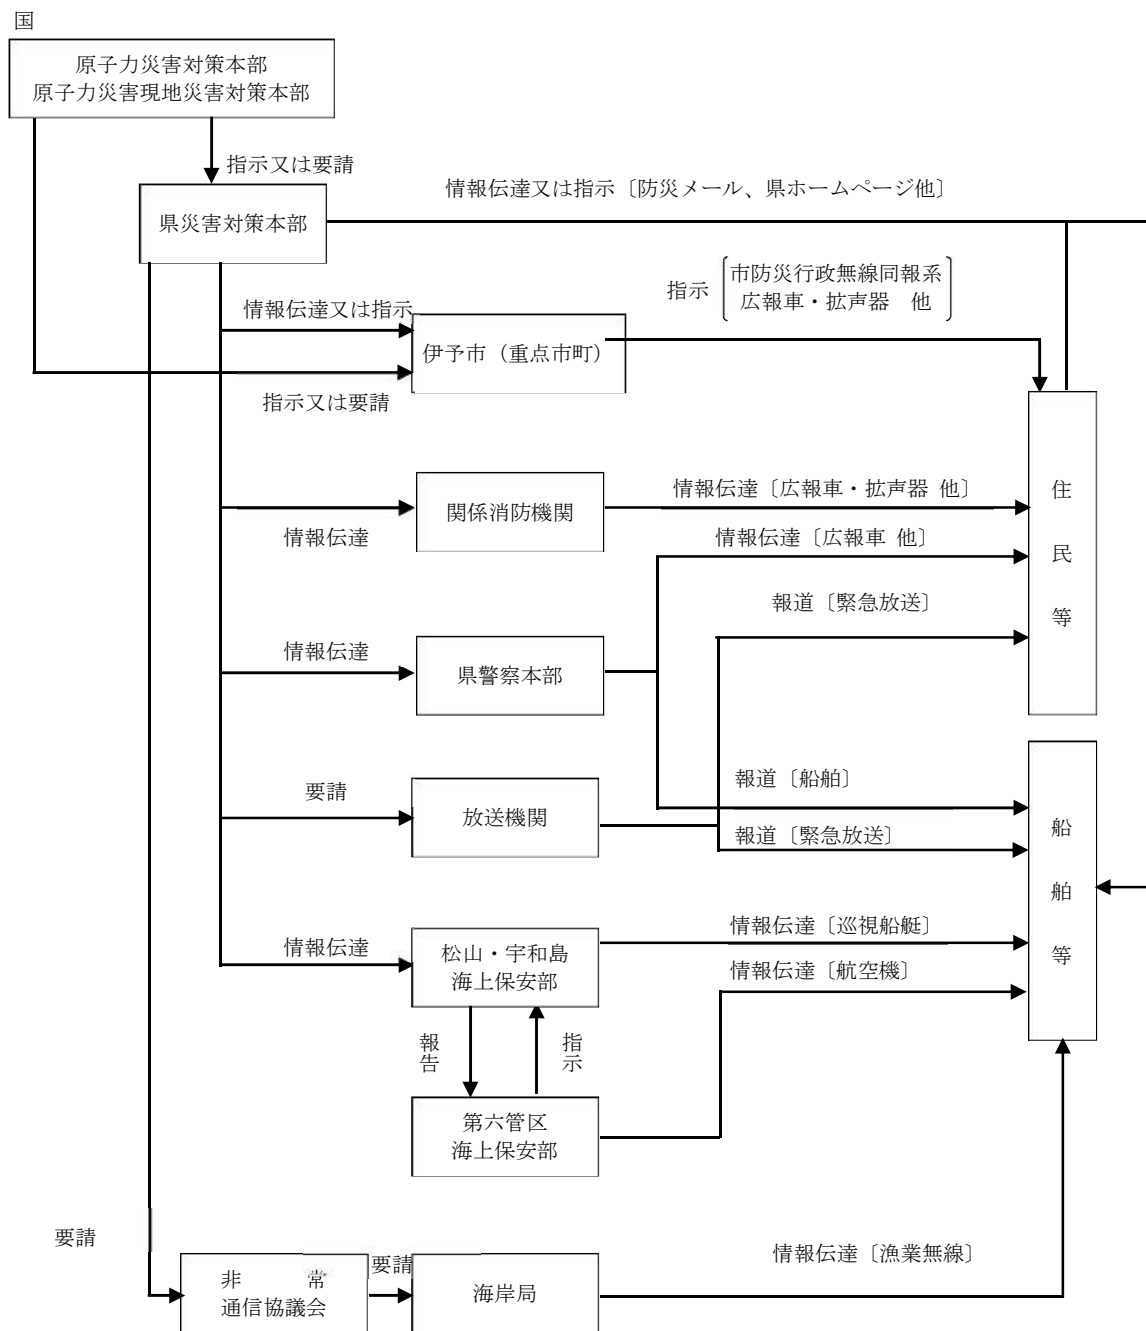 国
原子力災害対策本部
原子力災害現地災害対策本部
指示又は要請
情報伝達又は指示〔防災メール、県ホームページ他〕
県災害対策本部
指示
市防災行政無線同報系
広報車・拡声器 他
情報伝達又は指示
伊予市（重点市町）
指示又は要請
関係消防機関
情報伝達〔広報車・拡声器 他〕
情報伝達
情報伝達〔広報車 他〕
住民等
報道〔緊急放送〕
情報伝達
県警察本部
報道〔船舶〕
要請
放送機関
報道〔緊急放送〕
船舶等
情報伝達
松山・宇和島
海上保安部
情報伝達〔巡視船艇〕
情報伝達〔航空機〕
報告
指示
第六管区
海上保安部
要請
非 常
通信協議会
要請
海岸局
情報伝達〔漁業無線〕